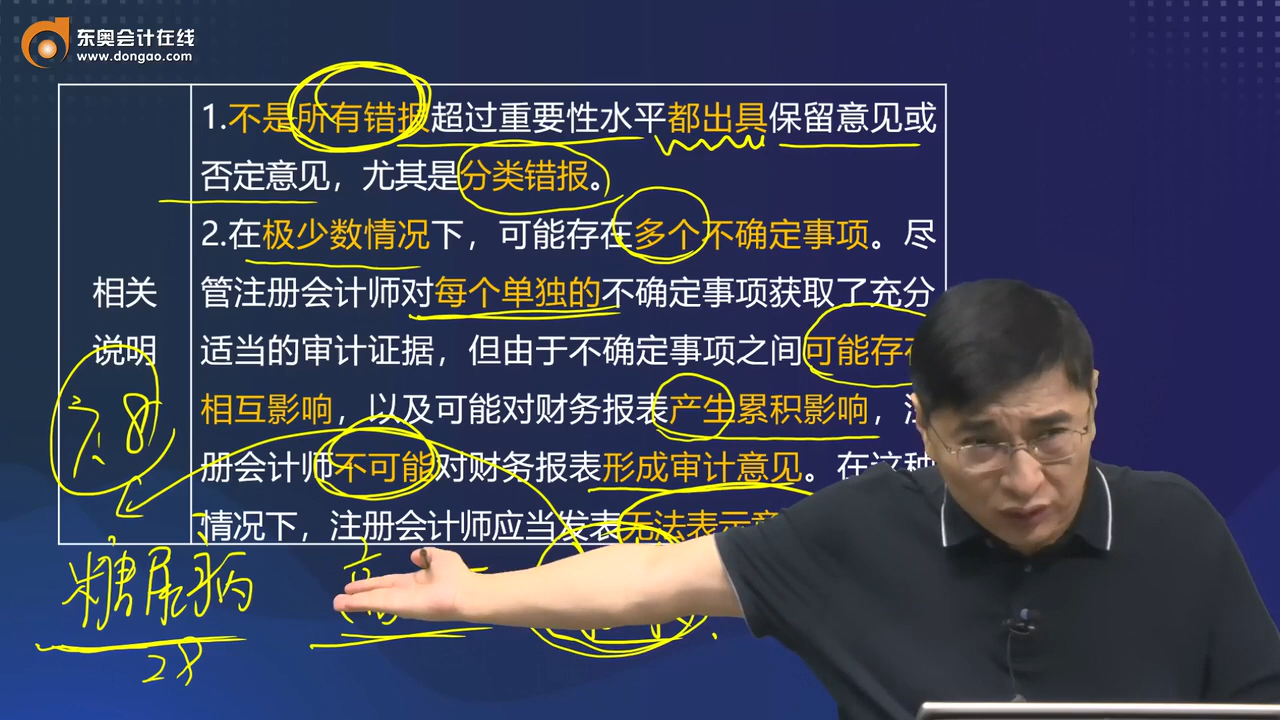 东奥会计在线
www.dongao.com
1.不是所有错报超过重要性水平都出具保留意见或
否定意见，尤其是分类错报。
2.在极少数情况下，可能存在多个不确定事项。尽
相关
管注册会计师对每个单独的不确定事项获取了充分
说明
适当的审计证据，但由于不确定事项之间可能存在
相互影响，以及可能对财务报表产生累积影响，注
册会计师不可能对财务报表形成审计意见。在这种
情况下，注册会计师应当发表无法表示意
7.8
糖尿病